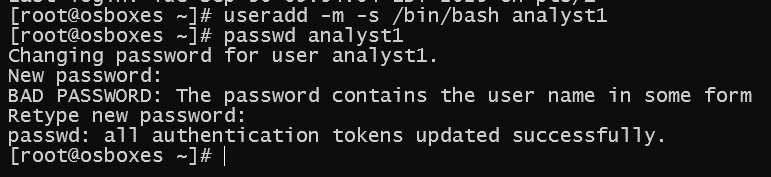 [root@osboxes ~]# useradd -m -s /bin/bash analyst1
[root@osboxes ~]# passwd analyst1
Changing password for user analyst1.
New password:
BAD PASSWORD: The password contains the user name in some form
Retype new password:
passwd: all authentication tokens updated successfully.
[root@osboxes ~]#